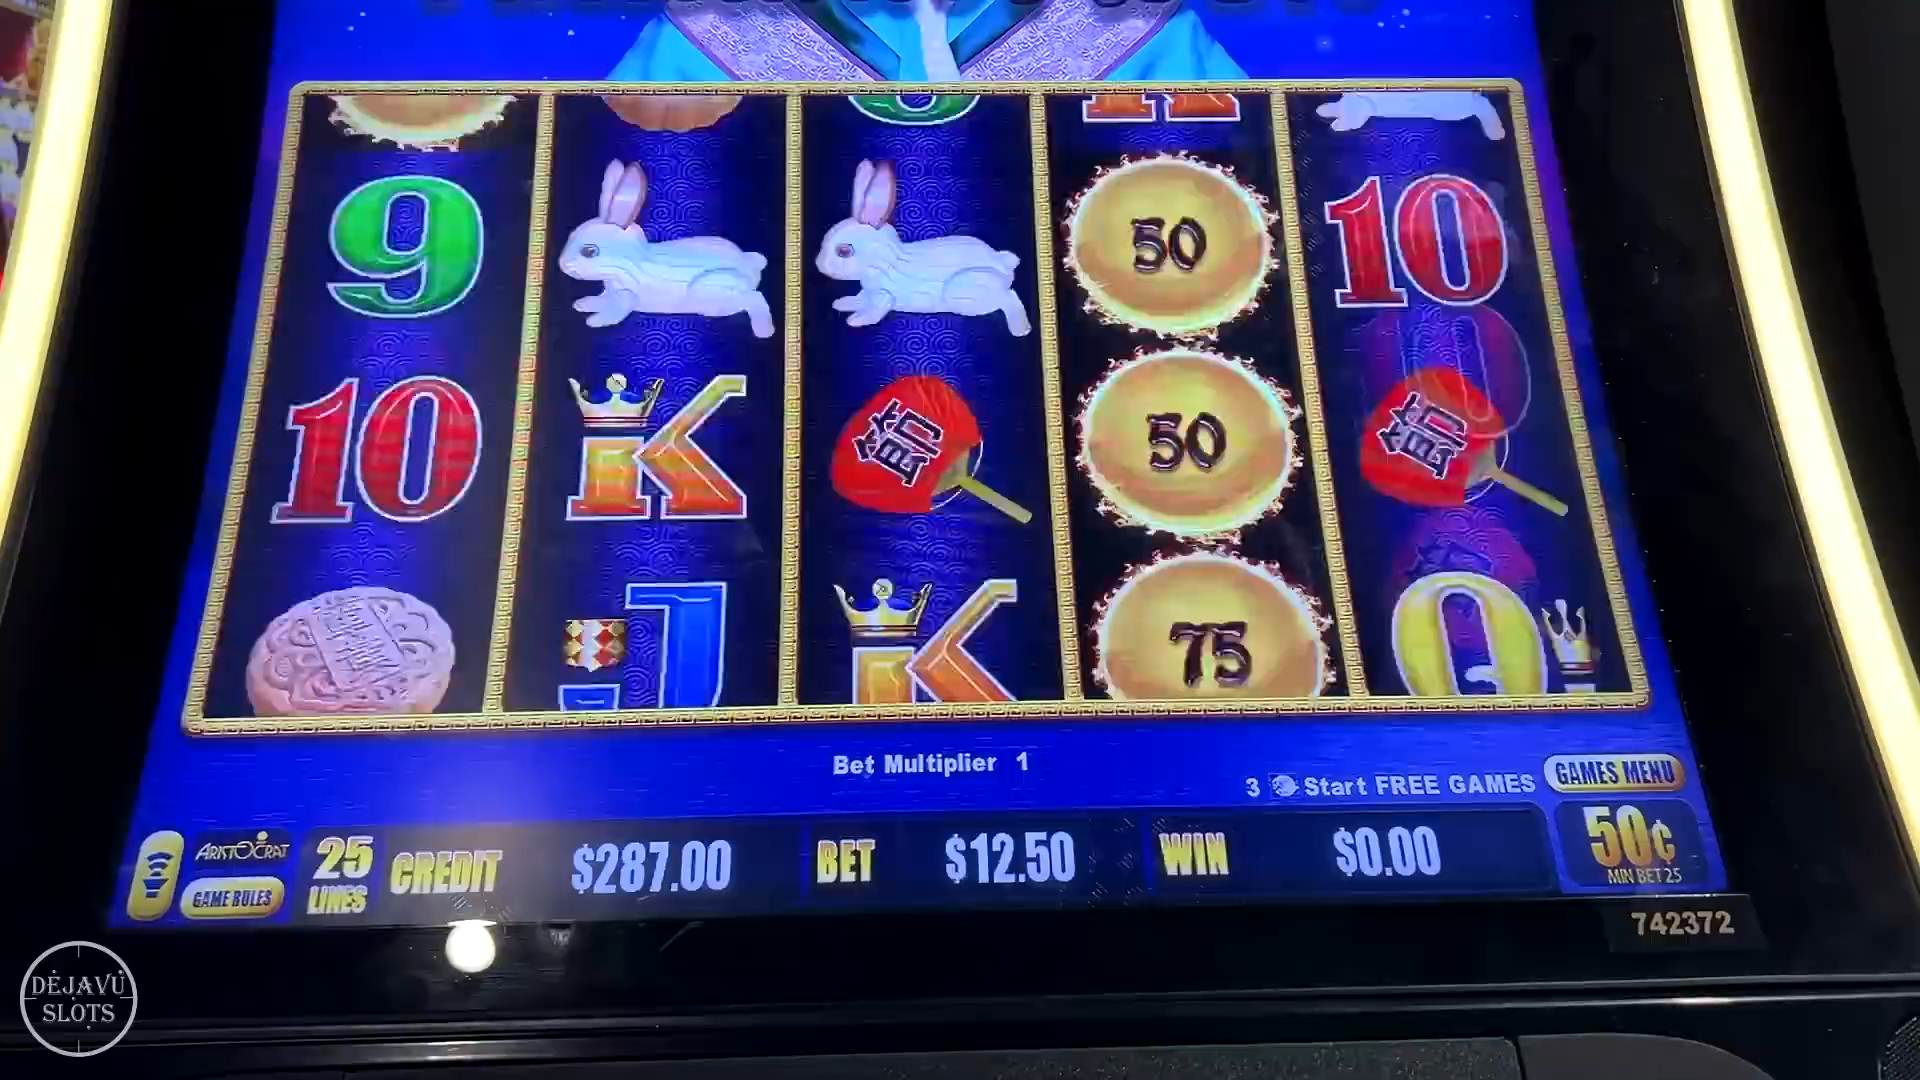 9
50
10
10
K
50
J
K
75
Q
Bet Multiplier 1
3 Start FREE GAMES
GAMES MENU
ARISTOCRAT
GAME RULES
25 LINES
CREDIT $287.00
BET $12.50
WIN $0.00
50¢
MIN BET 25
742372
DEJAVU
SLOTS